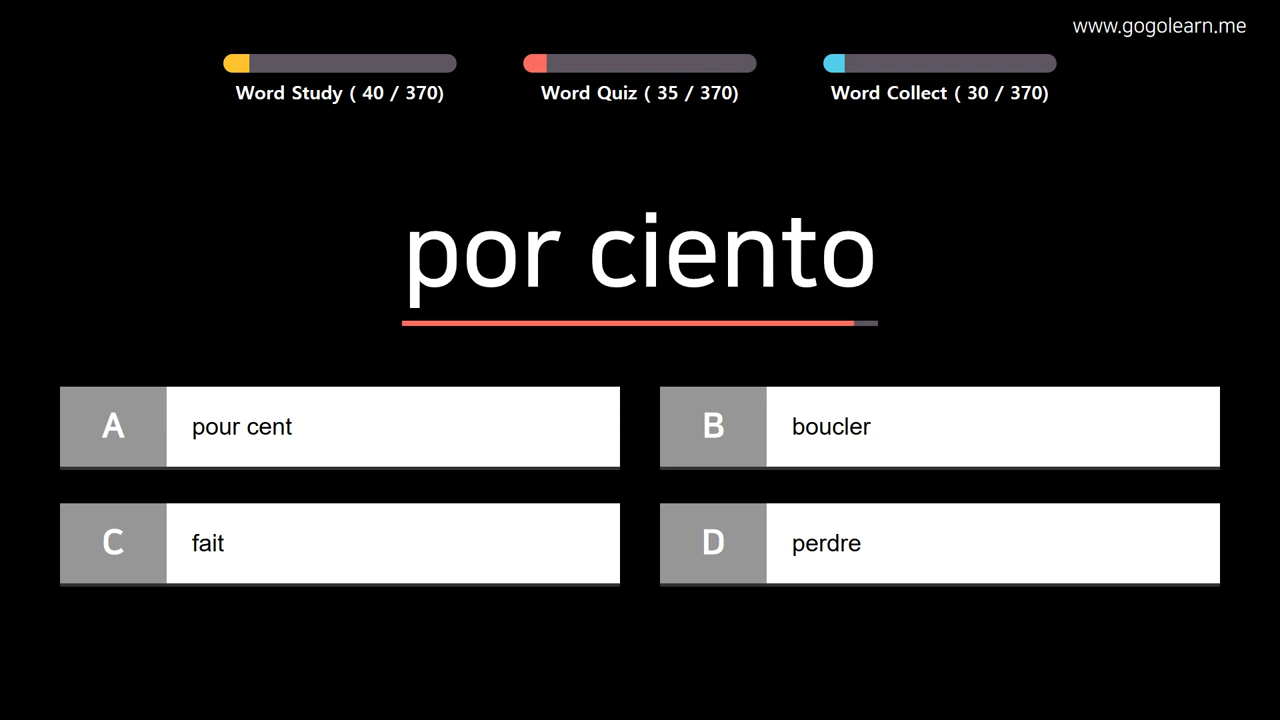 www.gogolearn.me
Word Study ( 40 / 370)
Word Quiz ( 35 / 370)
Word Collect ( 30 / 370)
por ciento
A
pour cent
B
boucler
C
fait
D
perdre